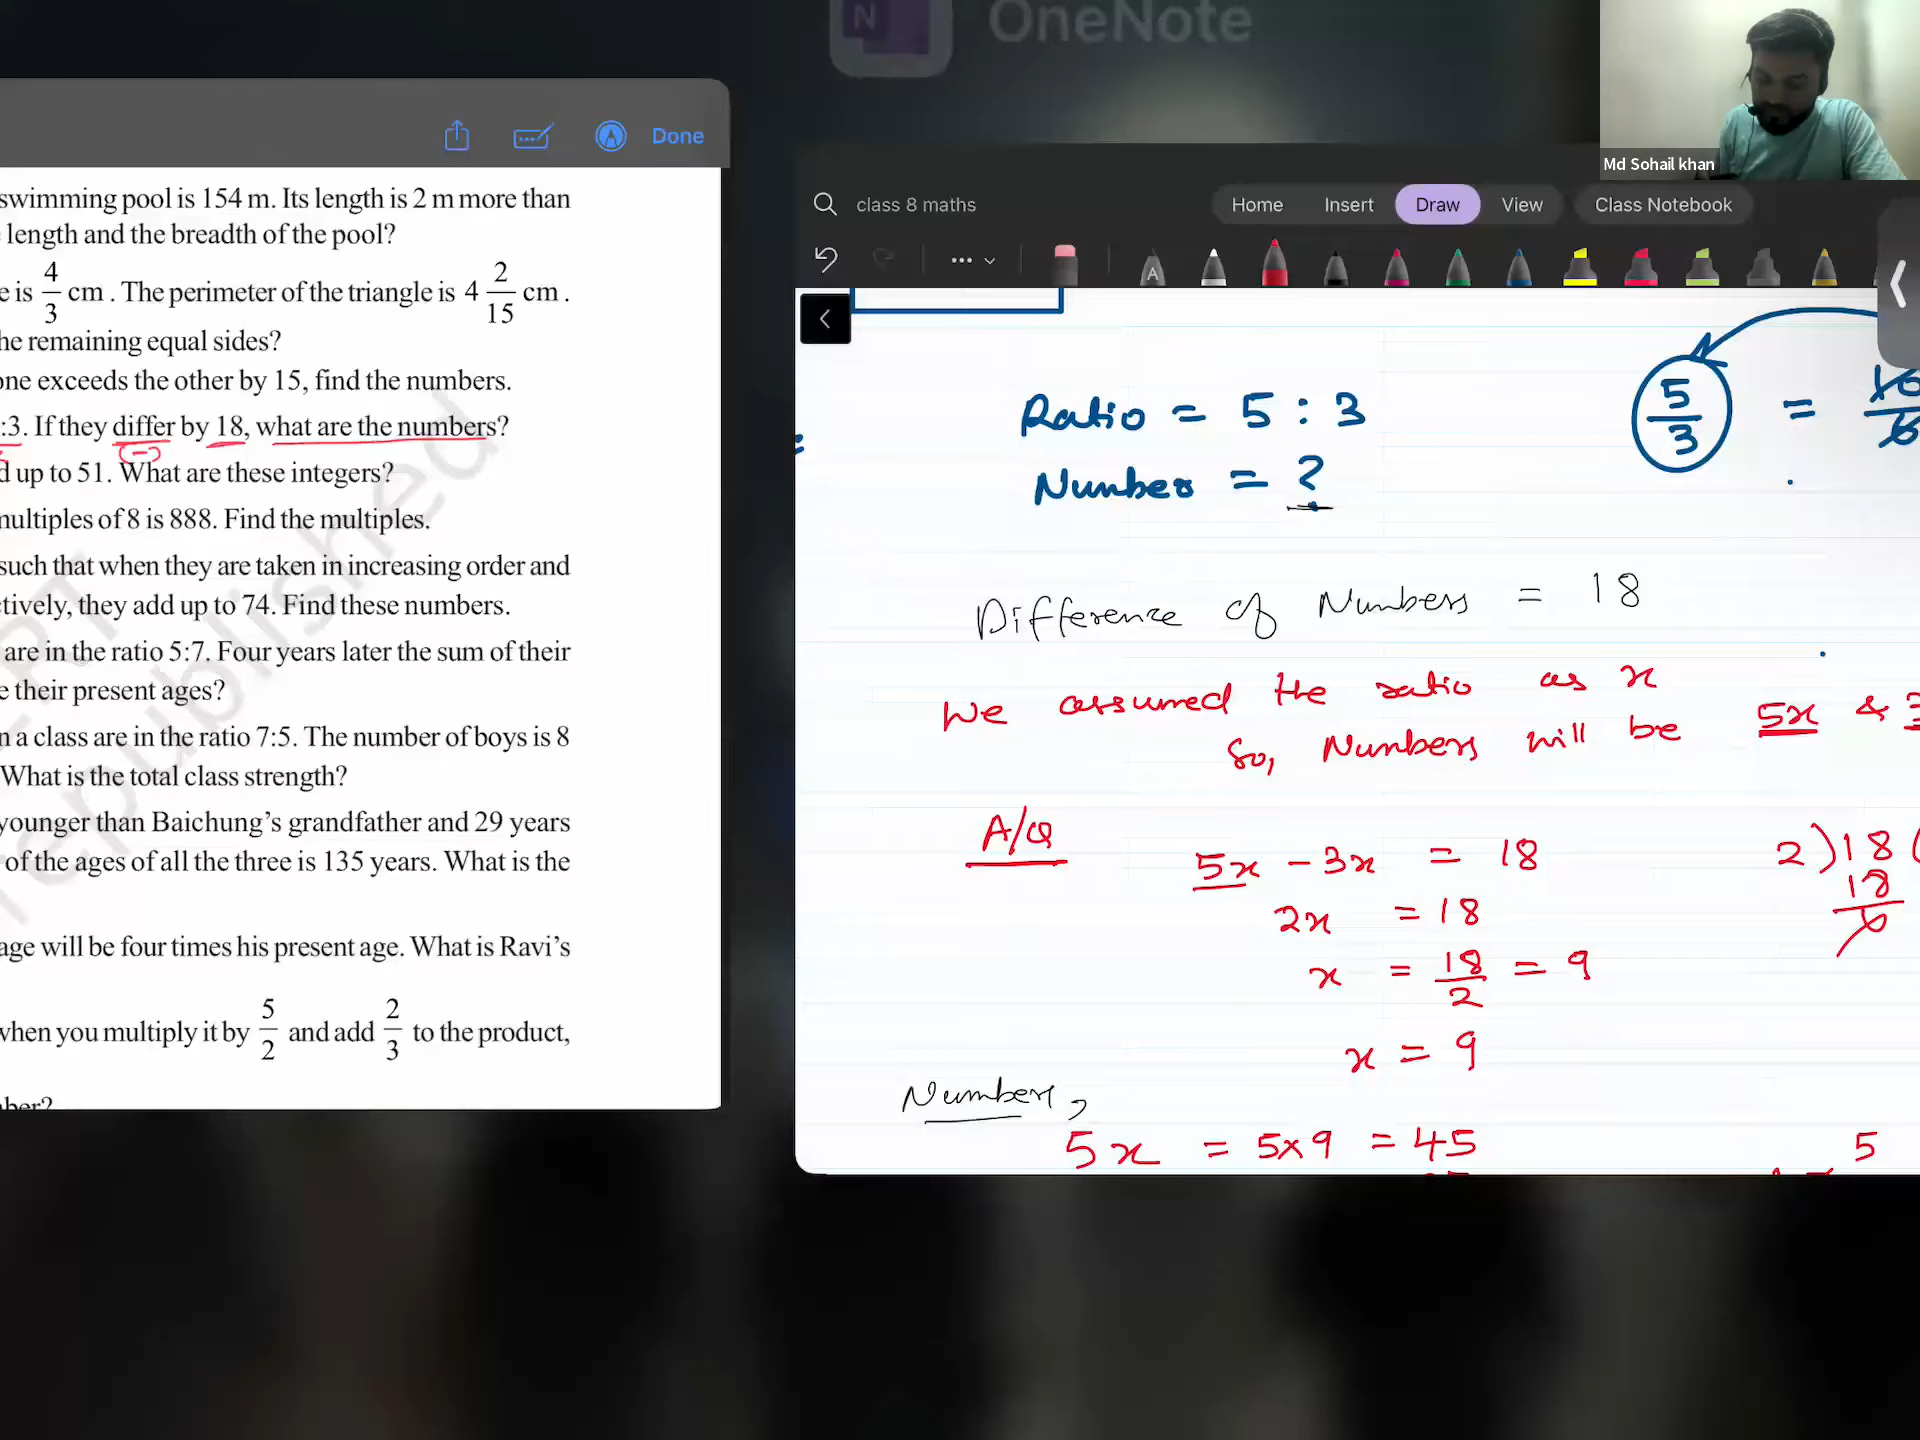 OneNote
Md Sohail khan
Done
swimming pool is 154 m. Its length is 2 m more than
length and the breadth of the pool?
e is 4/3 cm . The perimeter of the triangle is 4 2/15 cm .
he remaining equal sides?
one exceeds the other by 15, find the numbers.
:3. If they differ by 18, what are the numbers?
(-)
d up to 51. What are these integers?
multiples of 8 is 888. Find the multiples.
such that when they are taken in increasing order and
ctively, they add up to 74. Find these numbers.
are in the ratio 5:7. Four years later the sum of their
e their present ages?
n a class are in the ratio 7:5. The number of boys is 8
What is the total class strength?
younger than Baichung’s grandfather and 29 years
of the ages of all the three is 135 years. What is the
age will be four times his present age. What is Ravi’s
when you multiply it by 5/2 and add 2/3 to the product,
ber?
republished
class 8 maths
Home Insert Draw View Class Notebook
Ratio = 5 : 3
Number = ?
5/3 = 10/6
Difference of Numbers = 18
We assumed the ratio as x
So, Numbers will be 5x & 3
A/Q
5x - 3x = 18
2x = 18
x = 18/2 = 9
x = 9
2)18(
18
0
Numbers,
5x = 5x9 = 45
5